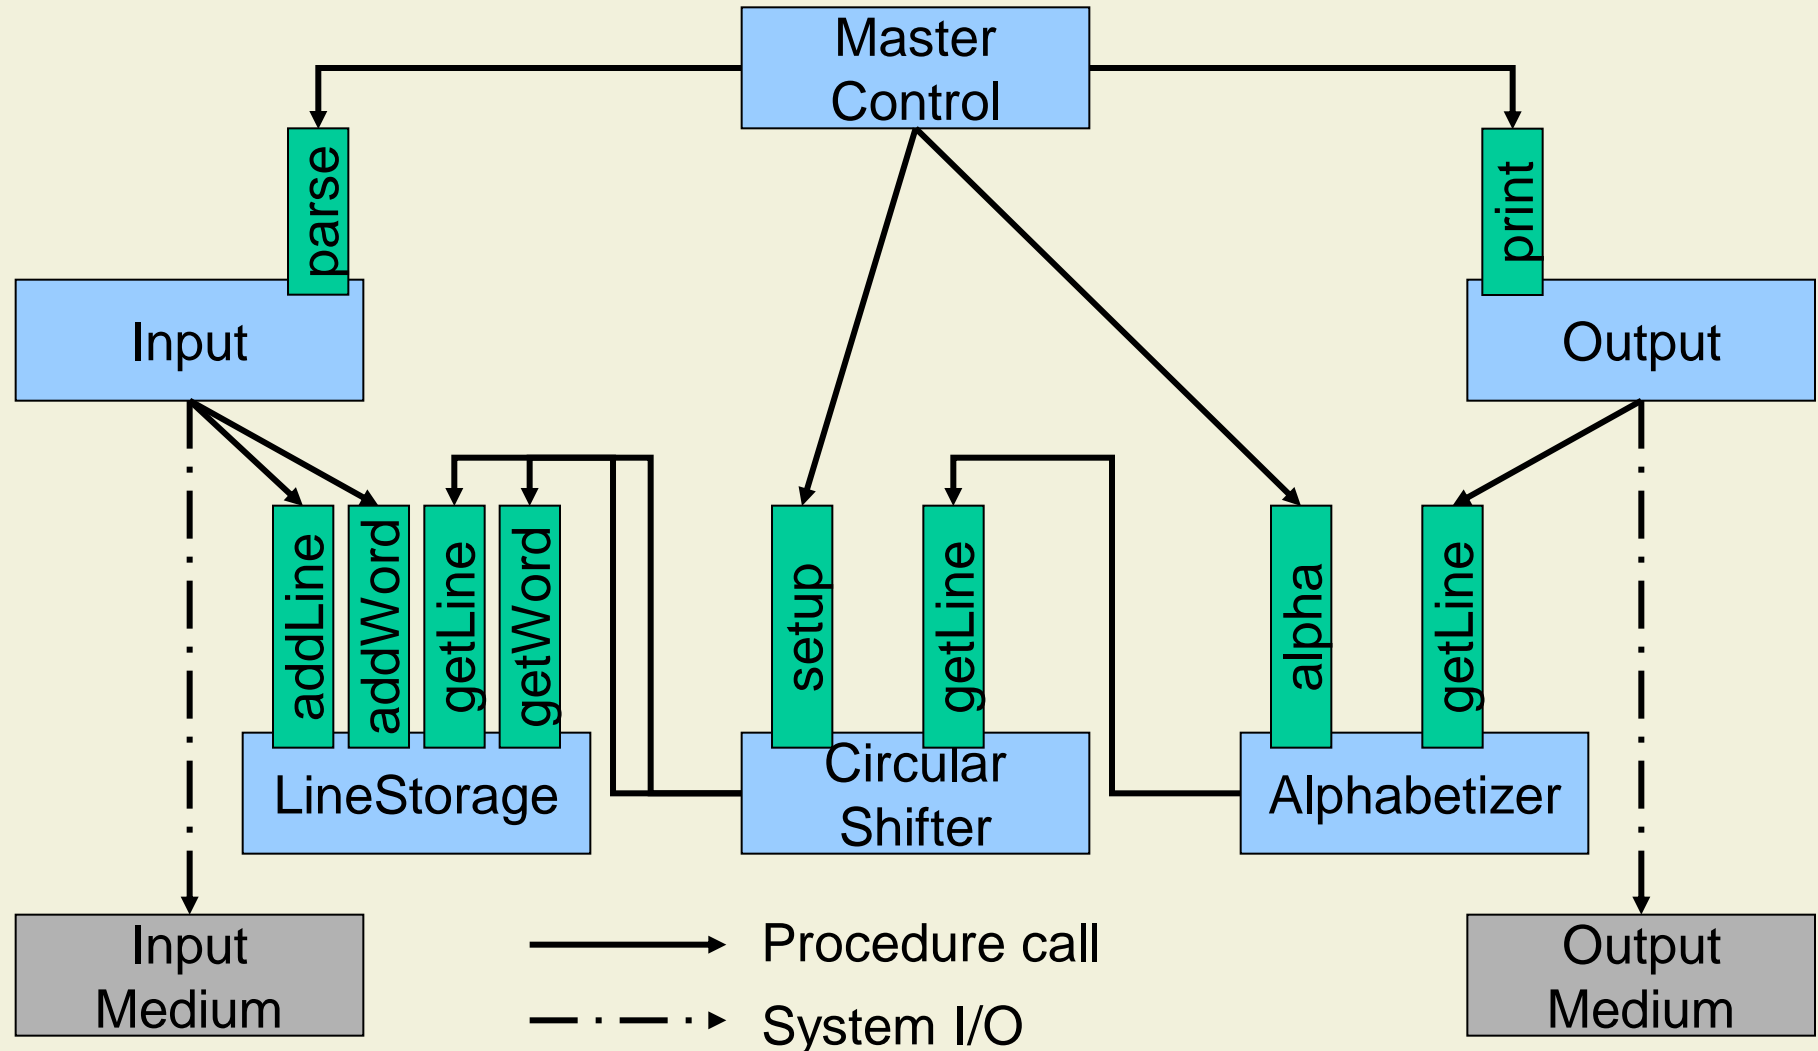 Master
Control
parse
print
Input
Output
addLine
addWord
getLine
getWord
setup
getLine
alpha
getLine
LineStorage
Circular
Shifter
Alphabetizer
Input
Medium
Procedure call
System I/O
Output
Medium